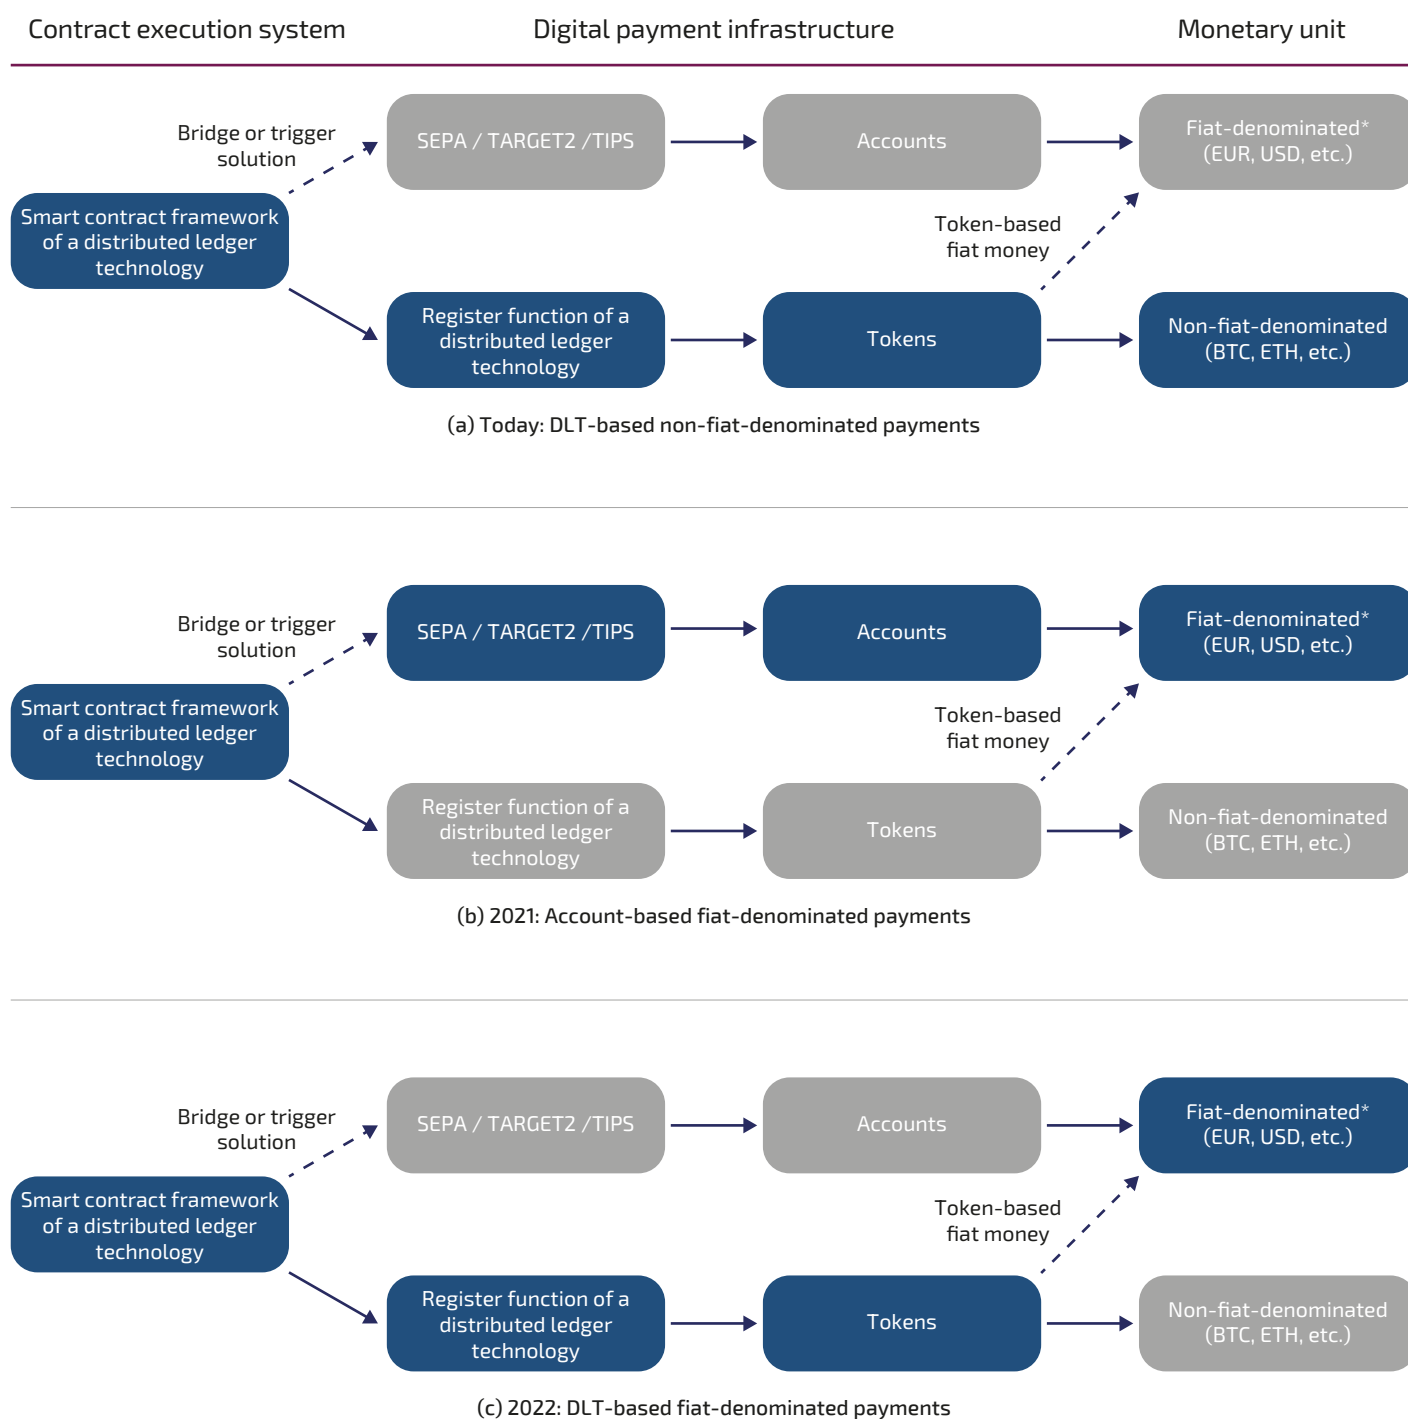 Contract execution system
Digital payment infrastructure
Monetary unit
Bridge or trigger
solution
SEPA / TARGET2 /TIPS
Accounts
Fiat-denominated*
(EUR, USD, etc.)
Smart contract framework
of a distributed ledger
technology
Token-based
fiat money
Register function of a
distributed ledger
technology
Tokens
Non-fiat-denominated
(BTC, ETH, etc.)
(a) Today: DLT-based non-fiat-denominated payments
Bridge or trigger
solution
SEPA / TARGET2 /TIPS
Accounts
Fiat-denominated*
(EUR, USD, etc.)
Smart contract framework
of a distributed ledger
technology
Token-based
fiat money
Register function of a
distributed ledger
technology
Tokens
Non-fiat-denominated
(BTC, ETH, etc.)
(b) 2021: Account-based fiat-denominated payments
Bridge or trigger
solution
SEPA / TARGET2 /TIPS
Accounts
Fiat-denominated*
(EUR, USD, etc.)
Smart contract framework
of a distributed ledger
technology
Token-based
fiat money
Register function of a
distributed ledger
technology
Tokens
Non-fiat-denominated
(BTC, ETH, etc.)
(c) 2022: DLT-based fiat-denominated payments